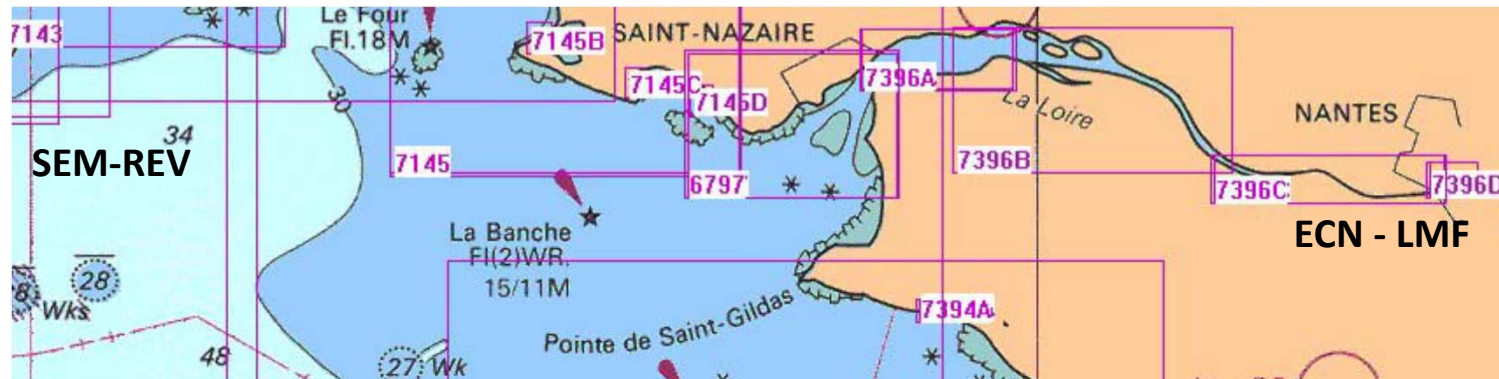 7143
Le Four
Fl.18M
7145B
SAINT-NAZAIRE
7145C
7145D
7396A
La Loire
NANTES
30
34
SEM-REV
7145
6797
7396B
7396C
7396D
ECN - LMF
La Banche
Fl(2)WR.
15/11M
28
8
Wks
7394A
Pointe de Saint-Gildas
48
27 Wk